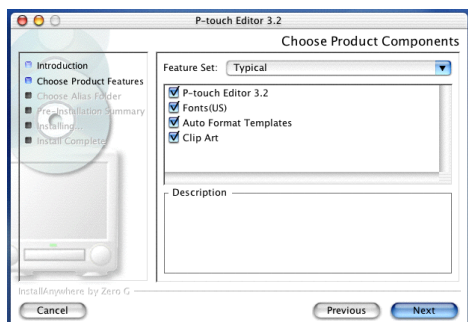 P-touch Editor 3.2
Choose Product Components
Introduction
Choose Product Features
Choose Alias Folder
Pre-Installation Summary
Installing...
Install Complete
Feature Set: Typical
P-touch Editor 3.2
Fonts(US)
Auto Format Templates
Clip Art
Description
InstallAnywhere by Zero G
Cancel
Previous
Next